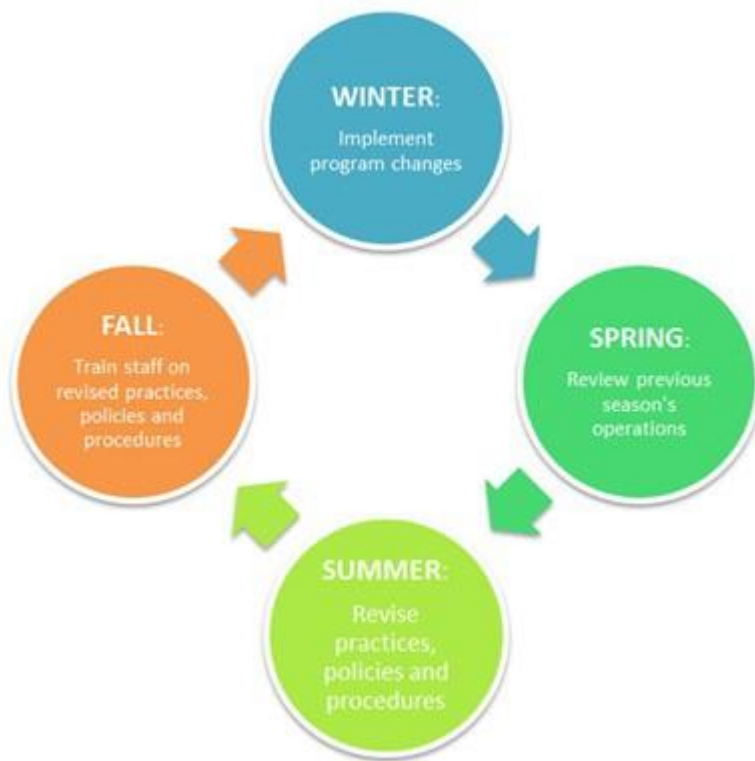 WINTER:
Implement
program changes
SPRING:
Review previous
season's
operations
SUMMER:
Revise
practices,
policies and
procedures
FALL:
Train staff on
revised practices,
policies and
procedures